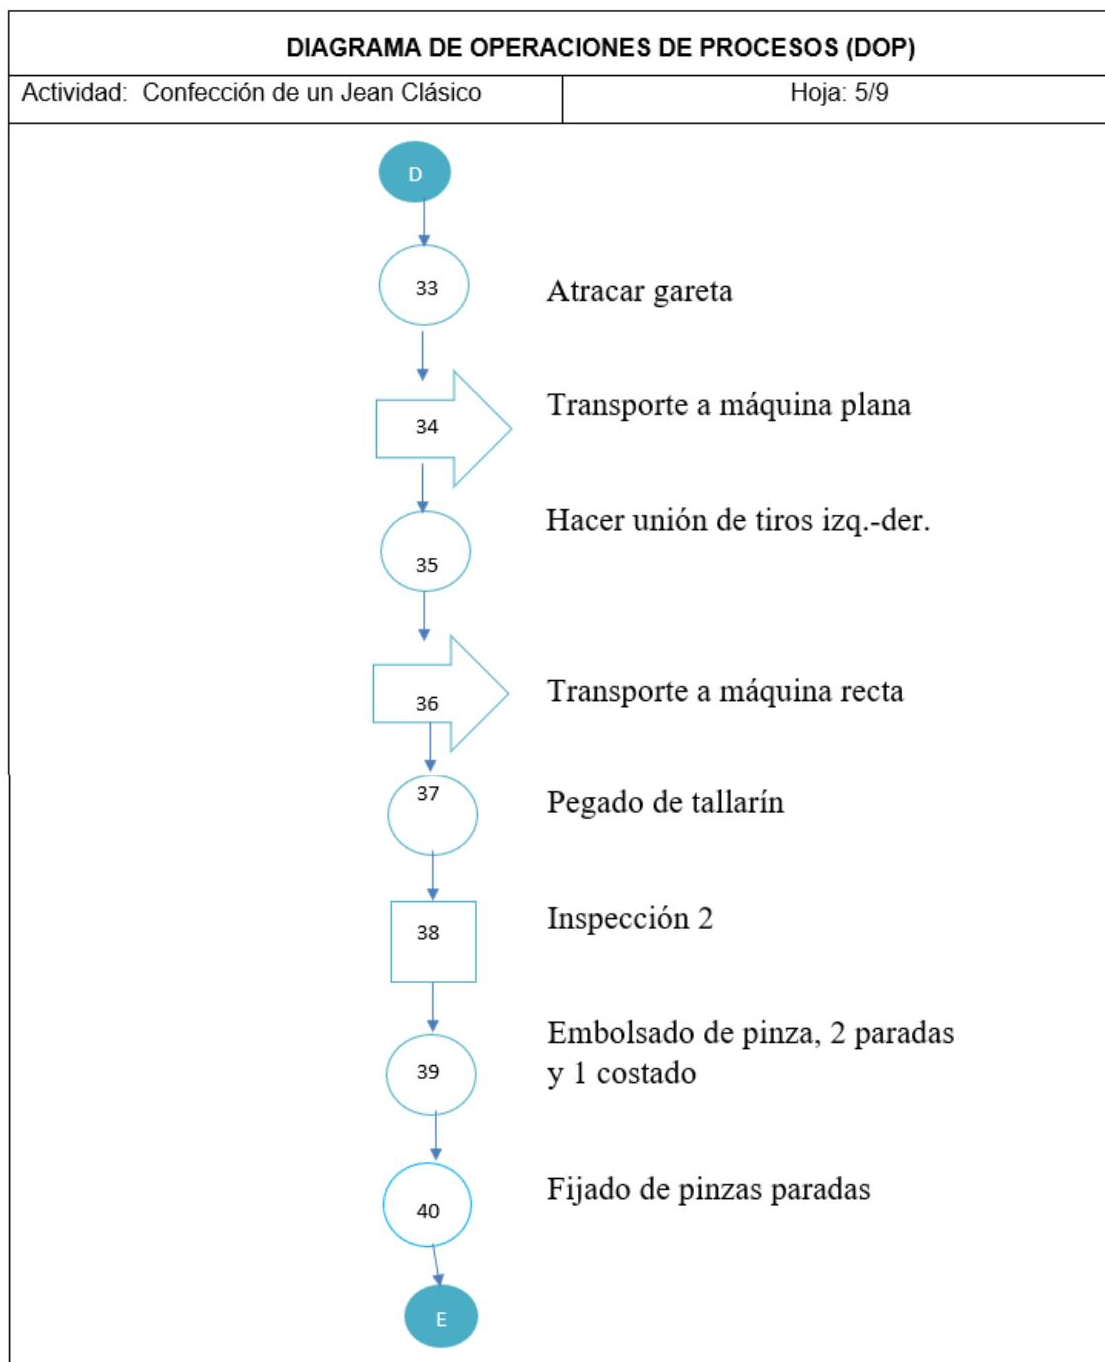 DIAGRAMA DE OPERACIONES DE PROCESOS (DOP)
Actividad: Confección de un Jean Clásico
Hoja: 5/9
D
33
Atracar gareta
34
Transporte a máquina plana
35
Hacer unión de tiros izq.-der.
36
Transporte a máquina recta
37
Pegado de tallarín
38
Inspección 2
39
Embolsado de pinza, 2 paradas
y 1 costado
40
Fijado de pinzas paradas
E